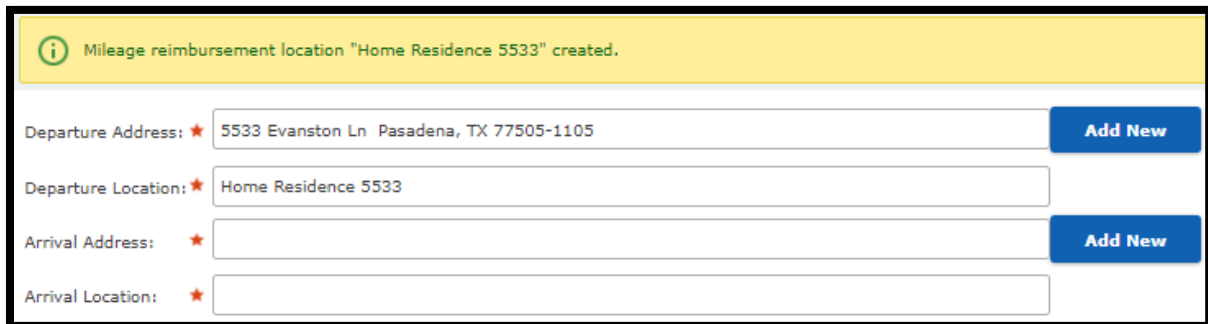 Mileage reimbursement location "Home Residence 5533" created.
Departure Address: 5533 Evanston Ln  Pasadena, TX 77505-1105 Add New
Departure Location: Home Residence 5533
Arrival Address: Add New
Arrival Location: